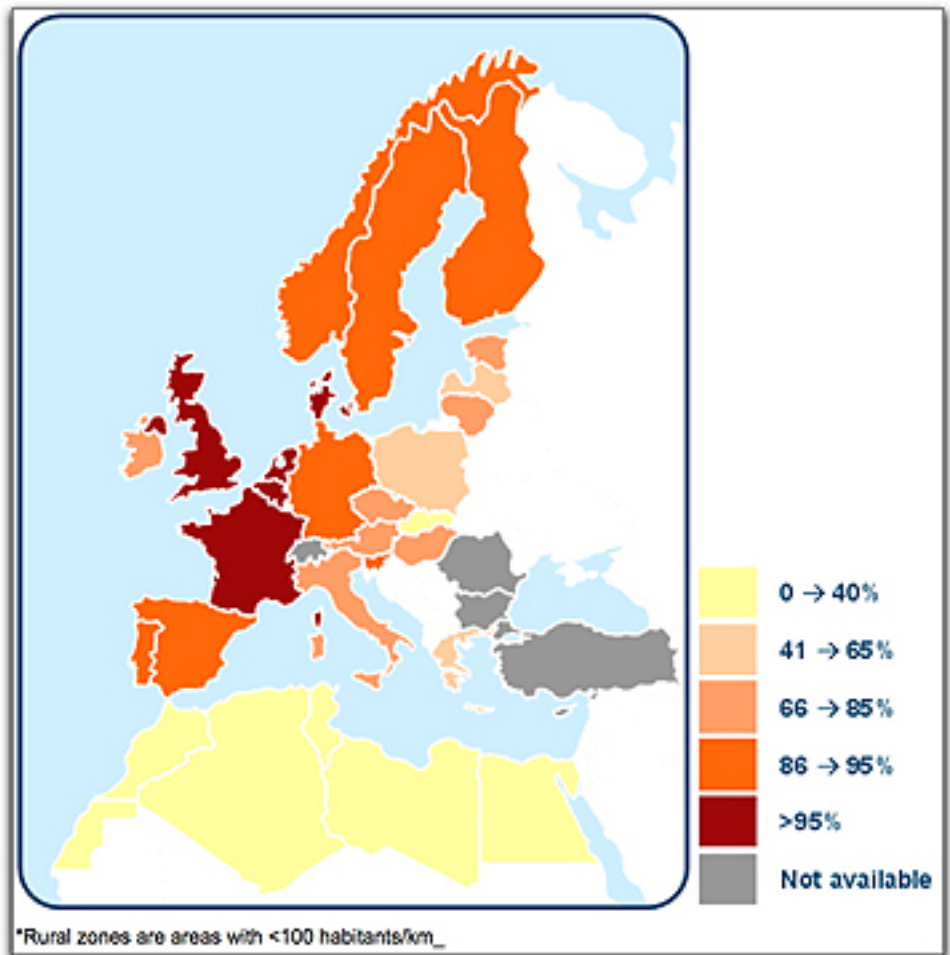 0 → 40%
41 → 65%
66 → 85%
86 → 95%
>95%
Not available
*Rural zones are areas with <100 habitants/km_